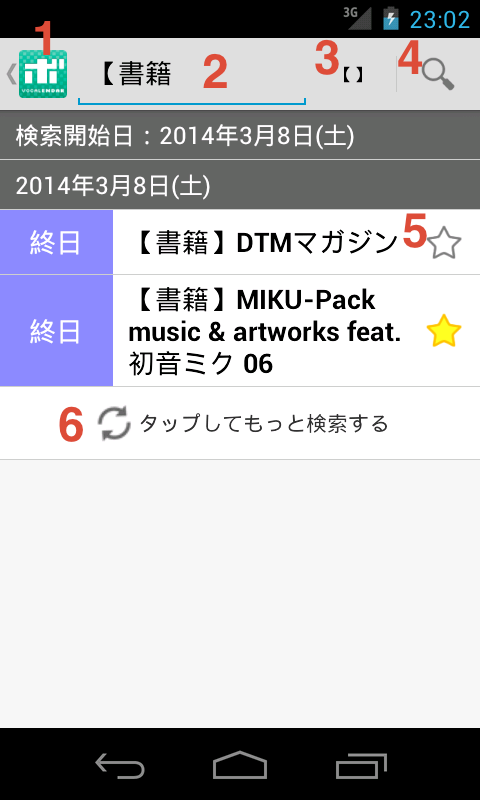 3G 23:02
1 ボ 【書籍 2 3 【】 4
VOCALENDAR
検索開始日：2014年3月8日(土)
2014年3月8日(土)
終日 【書籍】DTMマガジン 5
終日 【書籍】MIKU-Pack
music & artworks feat.
初音ミク 06
6 タップしてもっと検索する